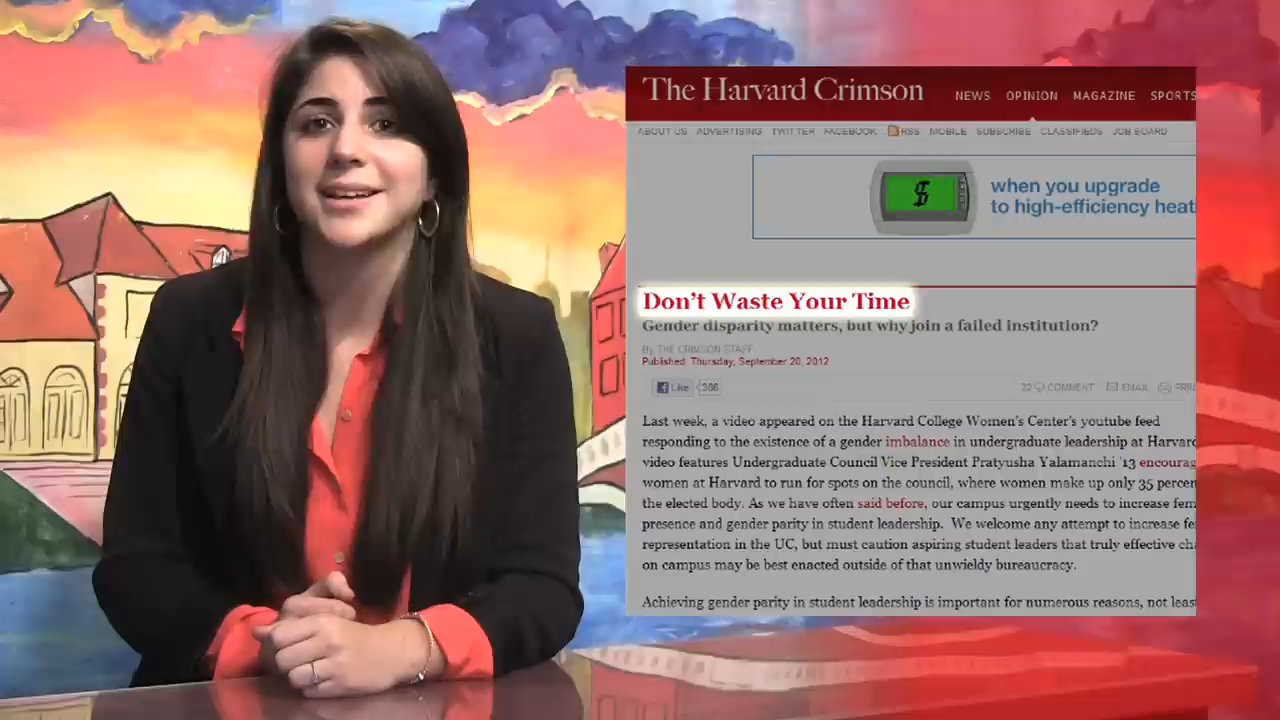 The Harvard Crimson
NEWS OPINION MAGAZINE SPORTS
ABOUT US ADVERTISING TWITTER FACEBOOK RSS MOBILE SUBSCRIBE CLASSIFIEDS JOB BOARD
$ when you upgrade
to high-efficiency heat
Don't Waste Your Time
Gender disparity matters, but why join a failed institution?
By THE CRIMSON STAFF
Published: Thursday, September 20, 2012
Like 386 22 COMMENT EMAIL PRIN
Last week, a video appeared on the Harvard College Women's Center's youtube feed
responding to the existence of a gender imbalance in undergraduate leadership at Harvard
video features Undergraduate Council Vice President Pratyusha Yalamanchi '13 encourag
women at Harvard to run for spots on the council, where women make up only 35 percen
the elected body. As we have often said before, our campus urgently needs to increase fem
presence and gender parity in student leadership. We welcome any attempt to increase fe
representation in the UC, but must caution aspiring student leaders that truly effective cha
on campus may be best enacted outside of that unwieldy bureaucracy.
Achieving gender parity in student leadership is important for numerous reasons, not leas